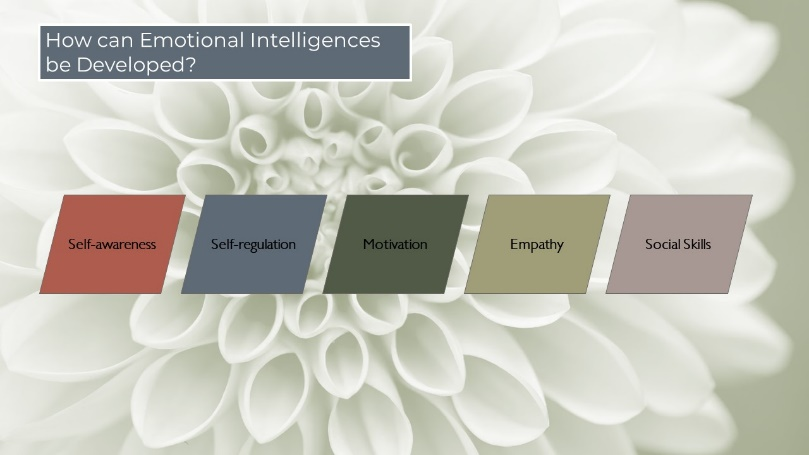 How can Emotional Intelligences
be Developed?
Self-awareness
Self-regulation
Motivation
Empathy
Social Skills